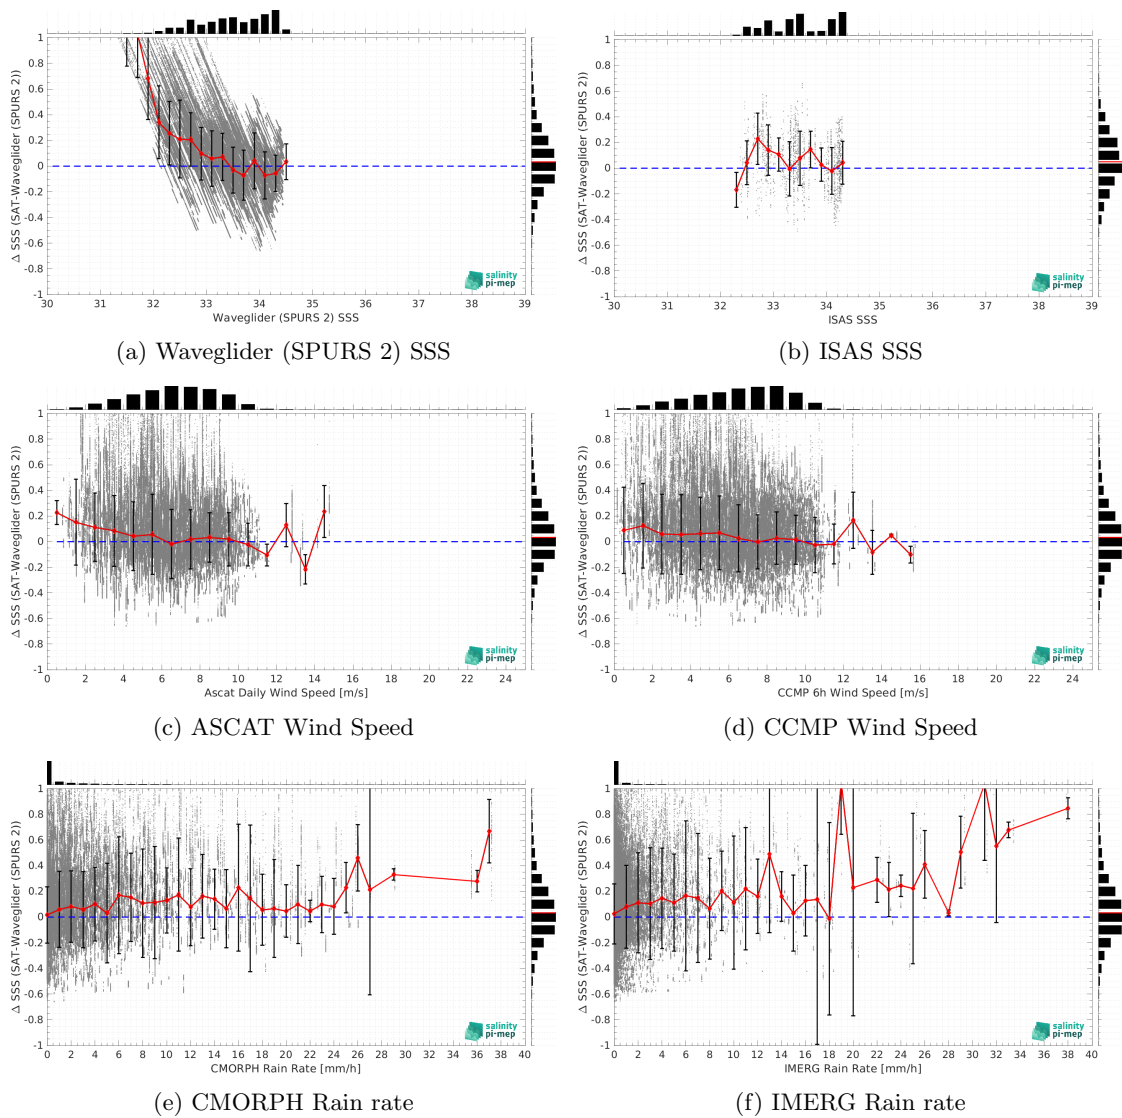 Δ SSS (SAT-Waveglider (SPURS 2))
1
0.8
0.6
0.4
0.2
0
-0.2
-0.4
-0.6
-0.8
-1
30 31 32 33 34 35 36 37 38 39
Waveglider (SPURS 2) SSS
salinity
pi-mep
(a) Waveglider (SPURS 2) SSS
Δ SSS (SAT-Waveglider (SPURS 2))
1
0.8
0.6
0.4
0.2
0
-0.2
-0.4
-0.6
-0.8
-1
30 31 32 33 34 35 36 37 38 39
ISAS SSS
salinity
pi-mep
(b) ISAS SSS
Δ SSS (SAT-Waveglider (SPURS 2))
1
0.8
0.6
0.4
0.2
0
-0.2
-0.4
-0.6
-0.8
-1
0 2 4 6 8 10 12 14 16 18 20 22 24
Ascat Daily Wind Speed [m/s]
salinity
pi-mep
(c) ASCAT Wind Speed
Δ SSS (SAT-Waveglider (SPURS 2))
1
0.8
0.6
0.4
0.2
0
-0.2
-0.4
-0.6
-0.8
-1
0 2 4 6 8 10 12 14 16 18 20 22 24
CCMP 6h Wind Speed [m/s]
salinity
pi-mep
(d) CCMP Wind Speed
Δ SSS (SAT-Waveglider (SPURS 2))
1
0.8
0.6
0.4
0.2
0
-0.2
-0.4
-0.6
-0.8
-1
0 2 4 6 8 10 12 14 16 18 20 22 24 26 28 30 32 34 36 38 40
CMORPH Rain Rate [mm/h]
salinity
pi-mep
(e) CMORPH Rain rate
Δ SSS (SAT-Waveglider (SPURS 2))
1
0.8
0.6
0.4
0.2
0
-0.2
-0.4
-0.6
-0.8
-1
0 2 4 6 8 10 12 14 16 18 20 22 24 26 28 30 32 34 36 38 40
IMERG Rain Rate [mm/h]
salinity
pi-mep
(f) IMERG Rain rate